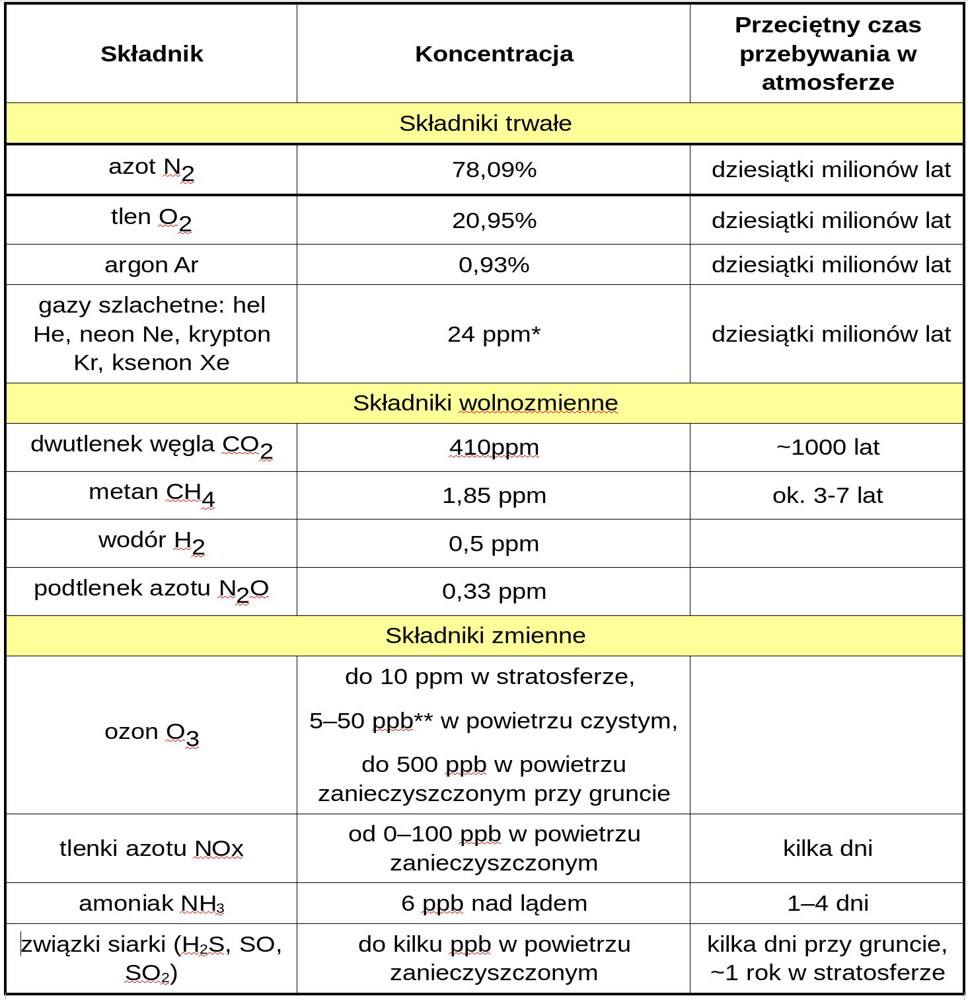 Składnik
Koncentracja
Przeciętny czas
przebywania w
atmosferze
Składniki trwałe
azot N2
78,09%
dziesiątki milionów lat
tlen O2
20,95%
dziesiątki milionów lat
argon Ar
0,93%
dziesiątki milionów lat
gazy szlachetne: hel
He, neon Ne, krypton
Kr, ksenon Xe
24 ppm*
dziesiątki milionów lat
Składniki wolnozmienne
dwutlenek węgla CO2
410ppm
~1000 lat
metan CH4
1,85 ppm
ok. 3-7 lat
wodór H2
0,5 ppm
podtlenek azotu N2O
0,33 ppm
Składniki zmienne
ozon O3
do 10 ppm w stratosferze,
5–50 ppb** w powietrzu czystym,
do 500 ppb w powietrzu
zanieczyszczonym przy gruncie
tlenki azotu NOx
od 0–100 ppb w powietrzu
zanieczyszczonym
kilka dni
amoniak NH₃
6 ppb nad lądem
1–4 dni
związki siarki (H₂S, SO,
SO₂)
do kilku ppb w powietrzu
zanieczyszczonym
kilka dni przy gruncie,
~1 rok w stratosferze